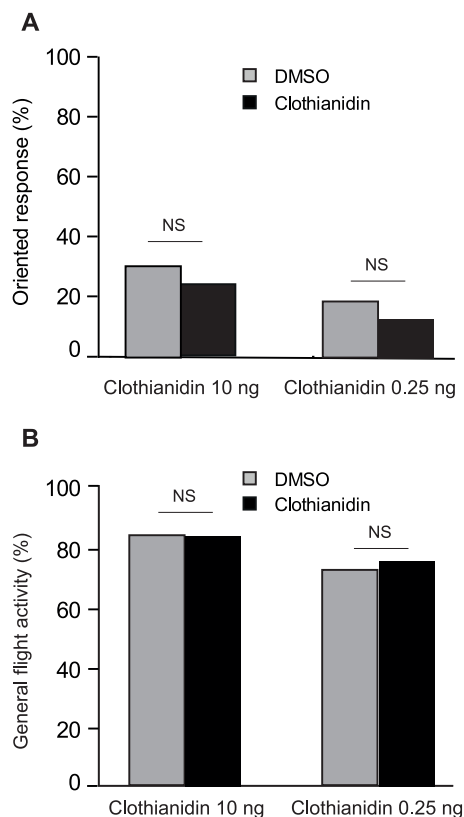 A
100
80
60
40
20
0
Oriented response (%)
DMSO
Clothianidin
NS
NS
Clothianidin 10 ng
Clothianidin 0.25 ng
B
100
80
60
40
20
0
General flight activity (%)
DMSO
Clothianidin
NS
NS
Clothianidin 10 ng
Clothianidin 0.25 ng